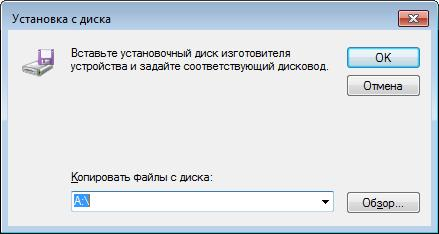 Установка с диска
Вставьте установочный диск изготовителя
устройства и задайте соответствующий дисковод.
OK
Отмена
Копировать файлы с диска:
A:\
Обзор...